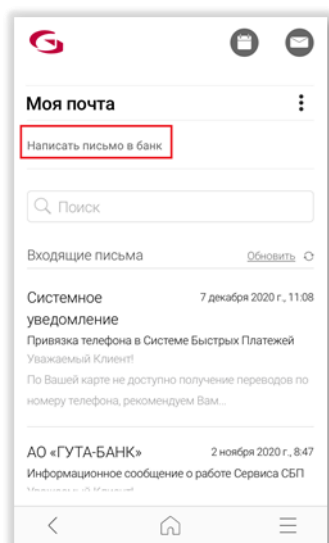 Моя почта
Написать письмо в банк
Поиск
Входящие письма Обновить
Системное 7 декабря 2020 г., 11:08
уведомление
Привязка телефона в Системе Быстрых Платежей
Уважаемый Клиент!
По Вашей карте не доступно получение переводов по
номеру телефона, рекомендуем Вам...
АО «ГУТА-БАНК» 2 ноября 2020 г., 8:47
Информационное сообщение о работе Сервиса СБП